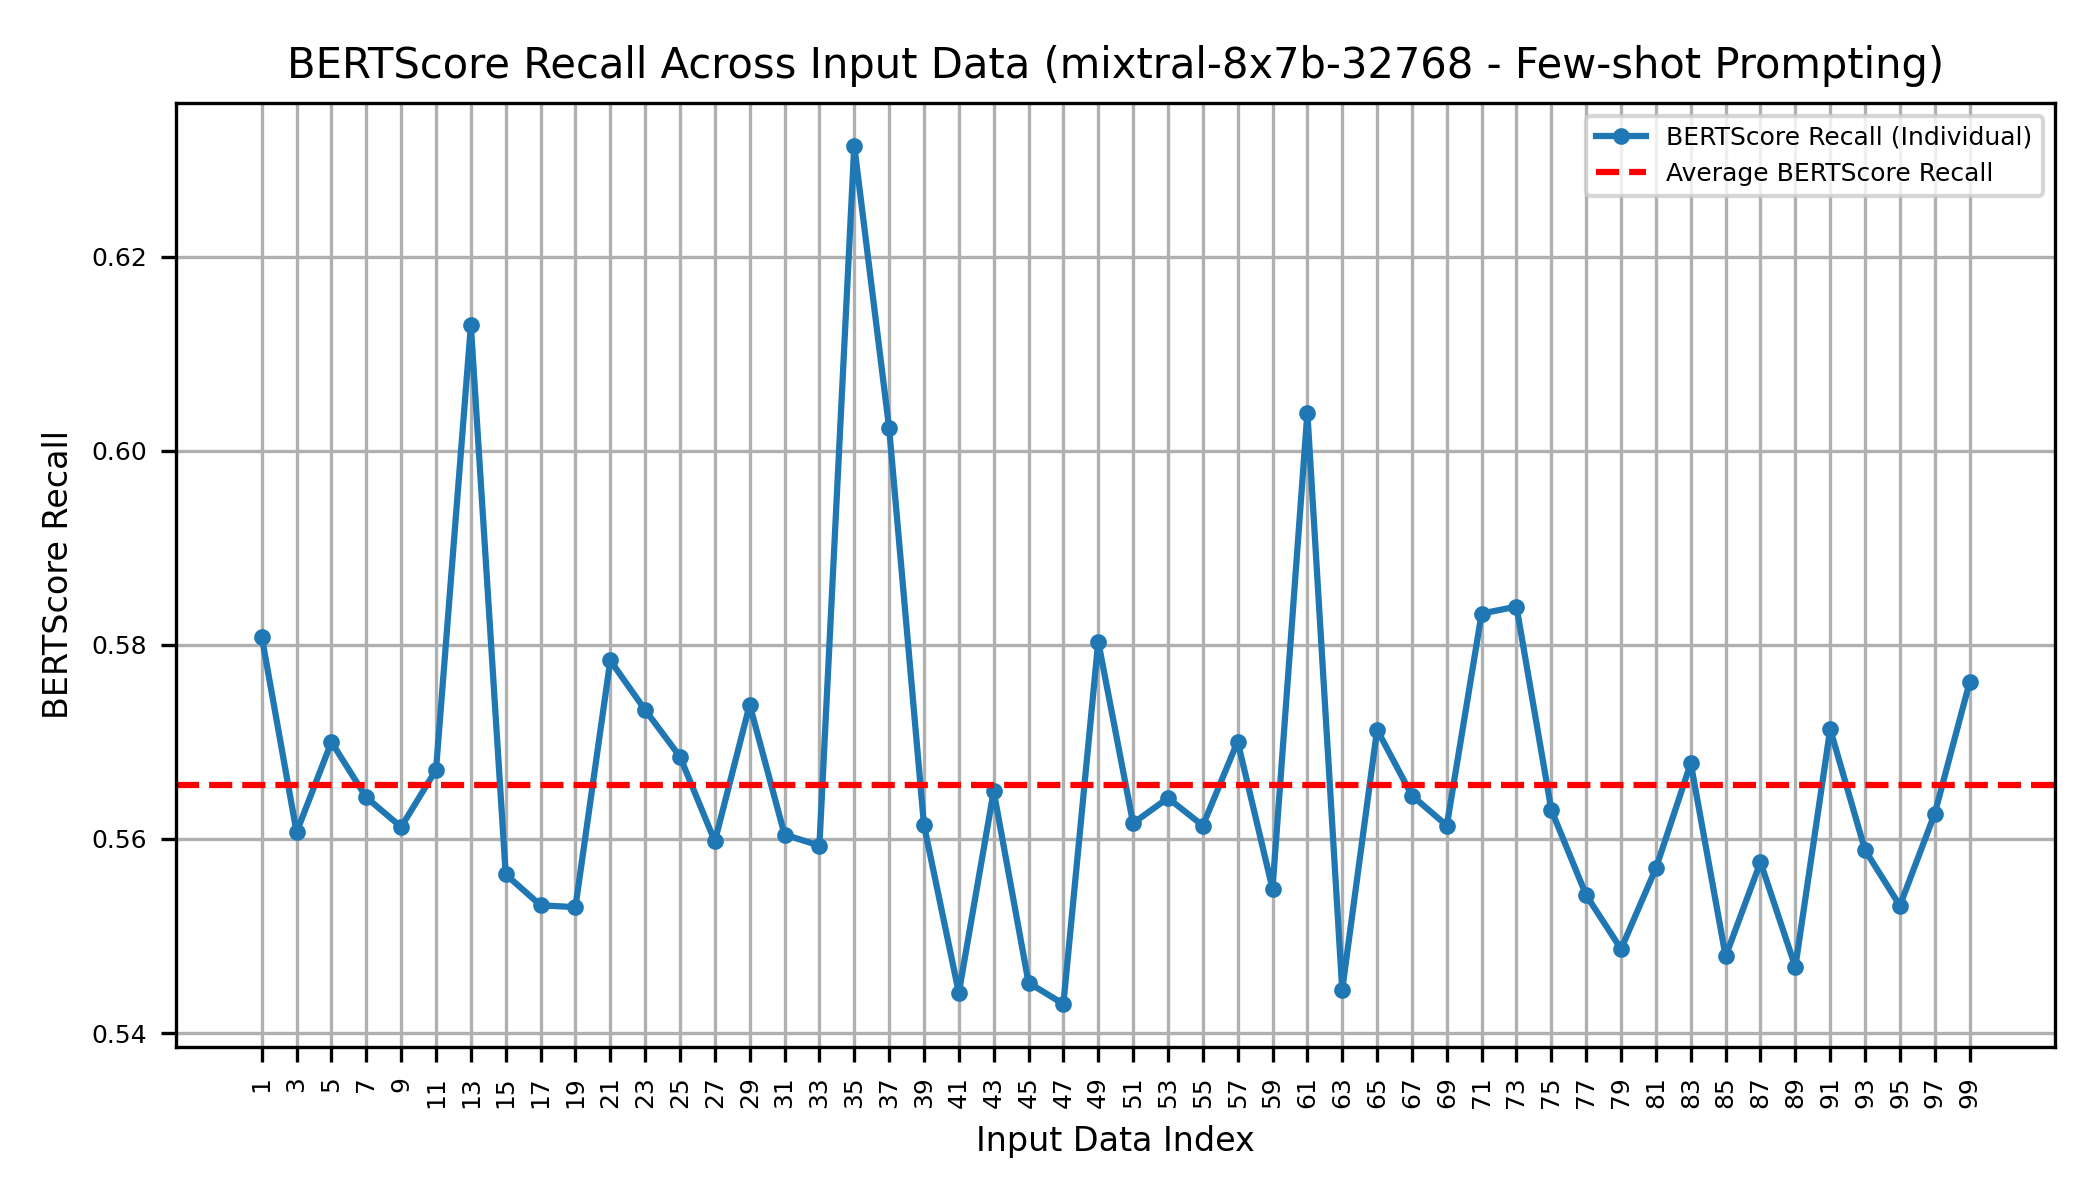 BERTScore Recall Across Input Data (mixtral-8x7b-32768 - Few-shot Prompting)
BERTScore Recall (Individual)
Average BERTScore Recall
BERTScore Recall
0.62
0.60
0.58
0.56
0.54
1 3 5 7 9 11 13 15 17 19 21 23 25 27 29 31 33 35 37 39 41 43 45 47 49 51 53 55 57 59 61 63 65 67 69 71 73 75 77 79 81 83 85 87 89 91 93 95 97 99
Input Data Index